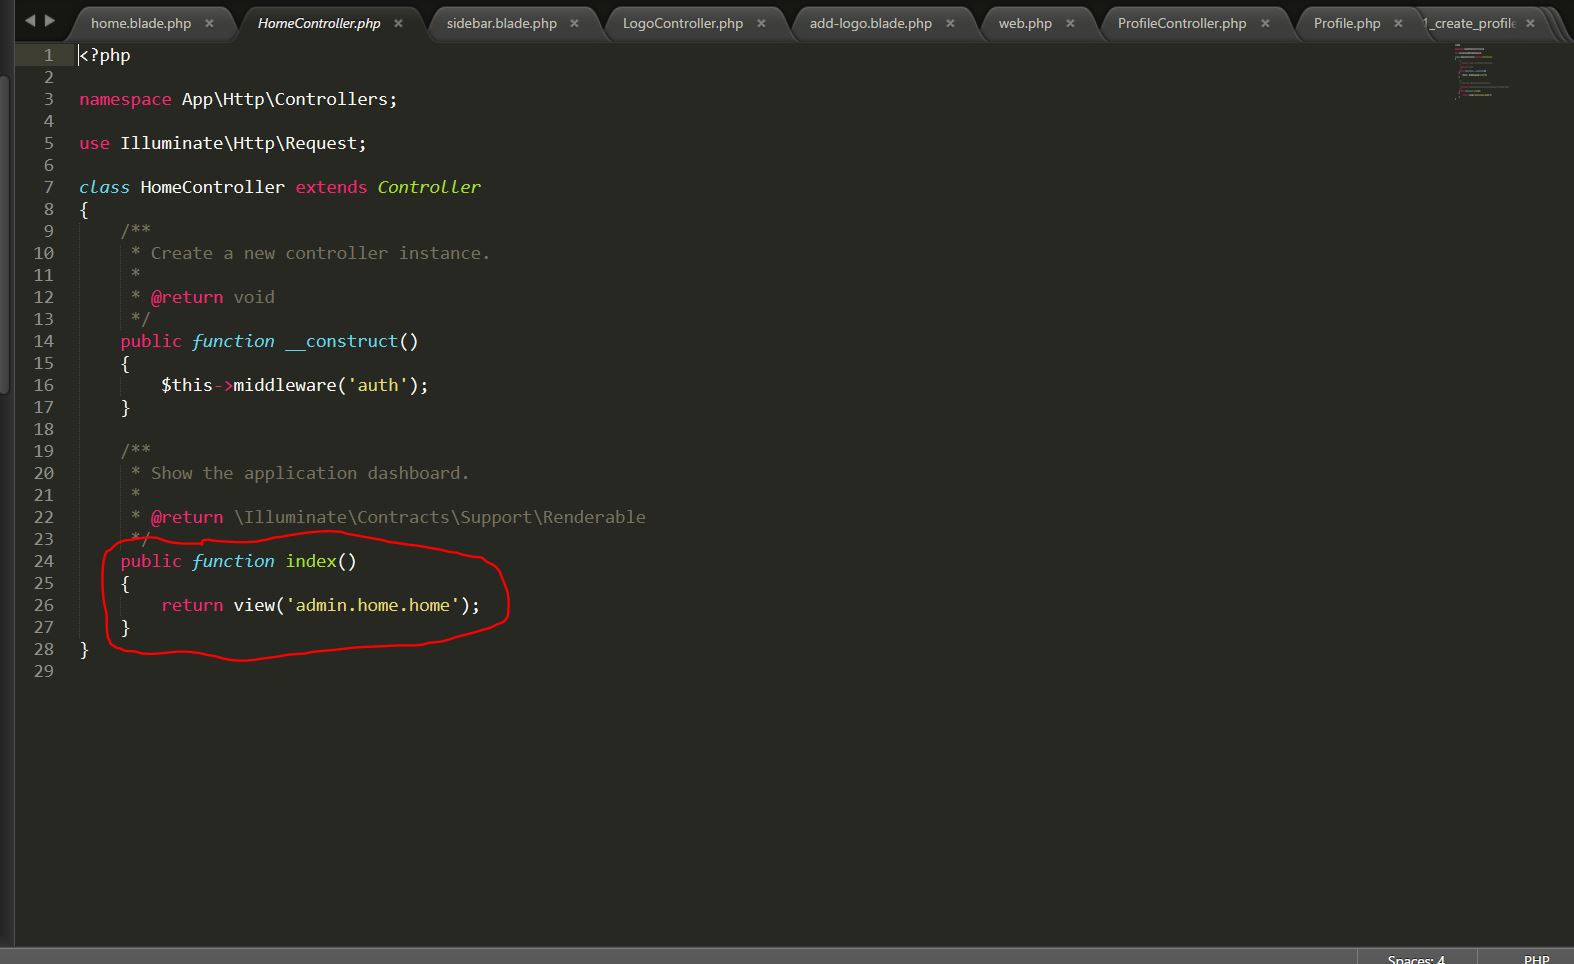 home.blade.php × HomeController.php × sidebar.blade.php × LogoController.php × add-logo.blade.php × web.php × ProfileController.php × Profile.php × 1_create_profile ×
1 <?php
2
3 namespace App\Http\Controllers;
4
5 use Illuminate\Http\Request;
6
7 class HomeController extends Controller
8 {
9     /**
10      * Create a new controller instance.
11      *
12      * @return void
13      */
14     public function __construct()
15     {
16         $this->middleware('auth');
17     }
18
19     /**
20      * Show the application dashboard.
21      *
22      * @return \Illuminate\Contracts\Support\Renderable
23      */
24     public function index()
25     {
26         return view('admin.home.home');
27     }
28 }
29
Spaces: 4 PHP